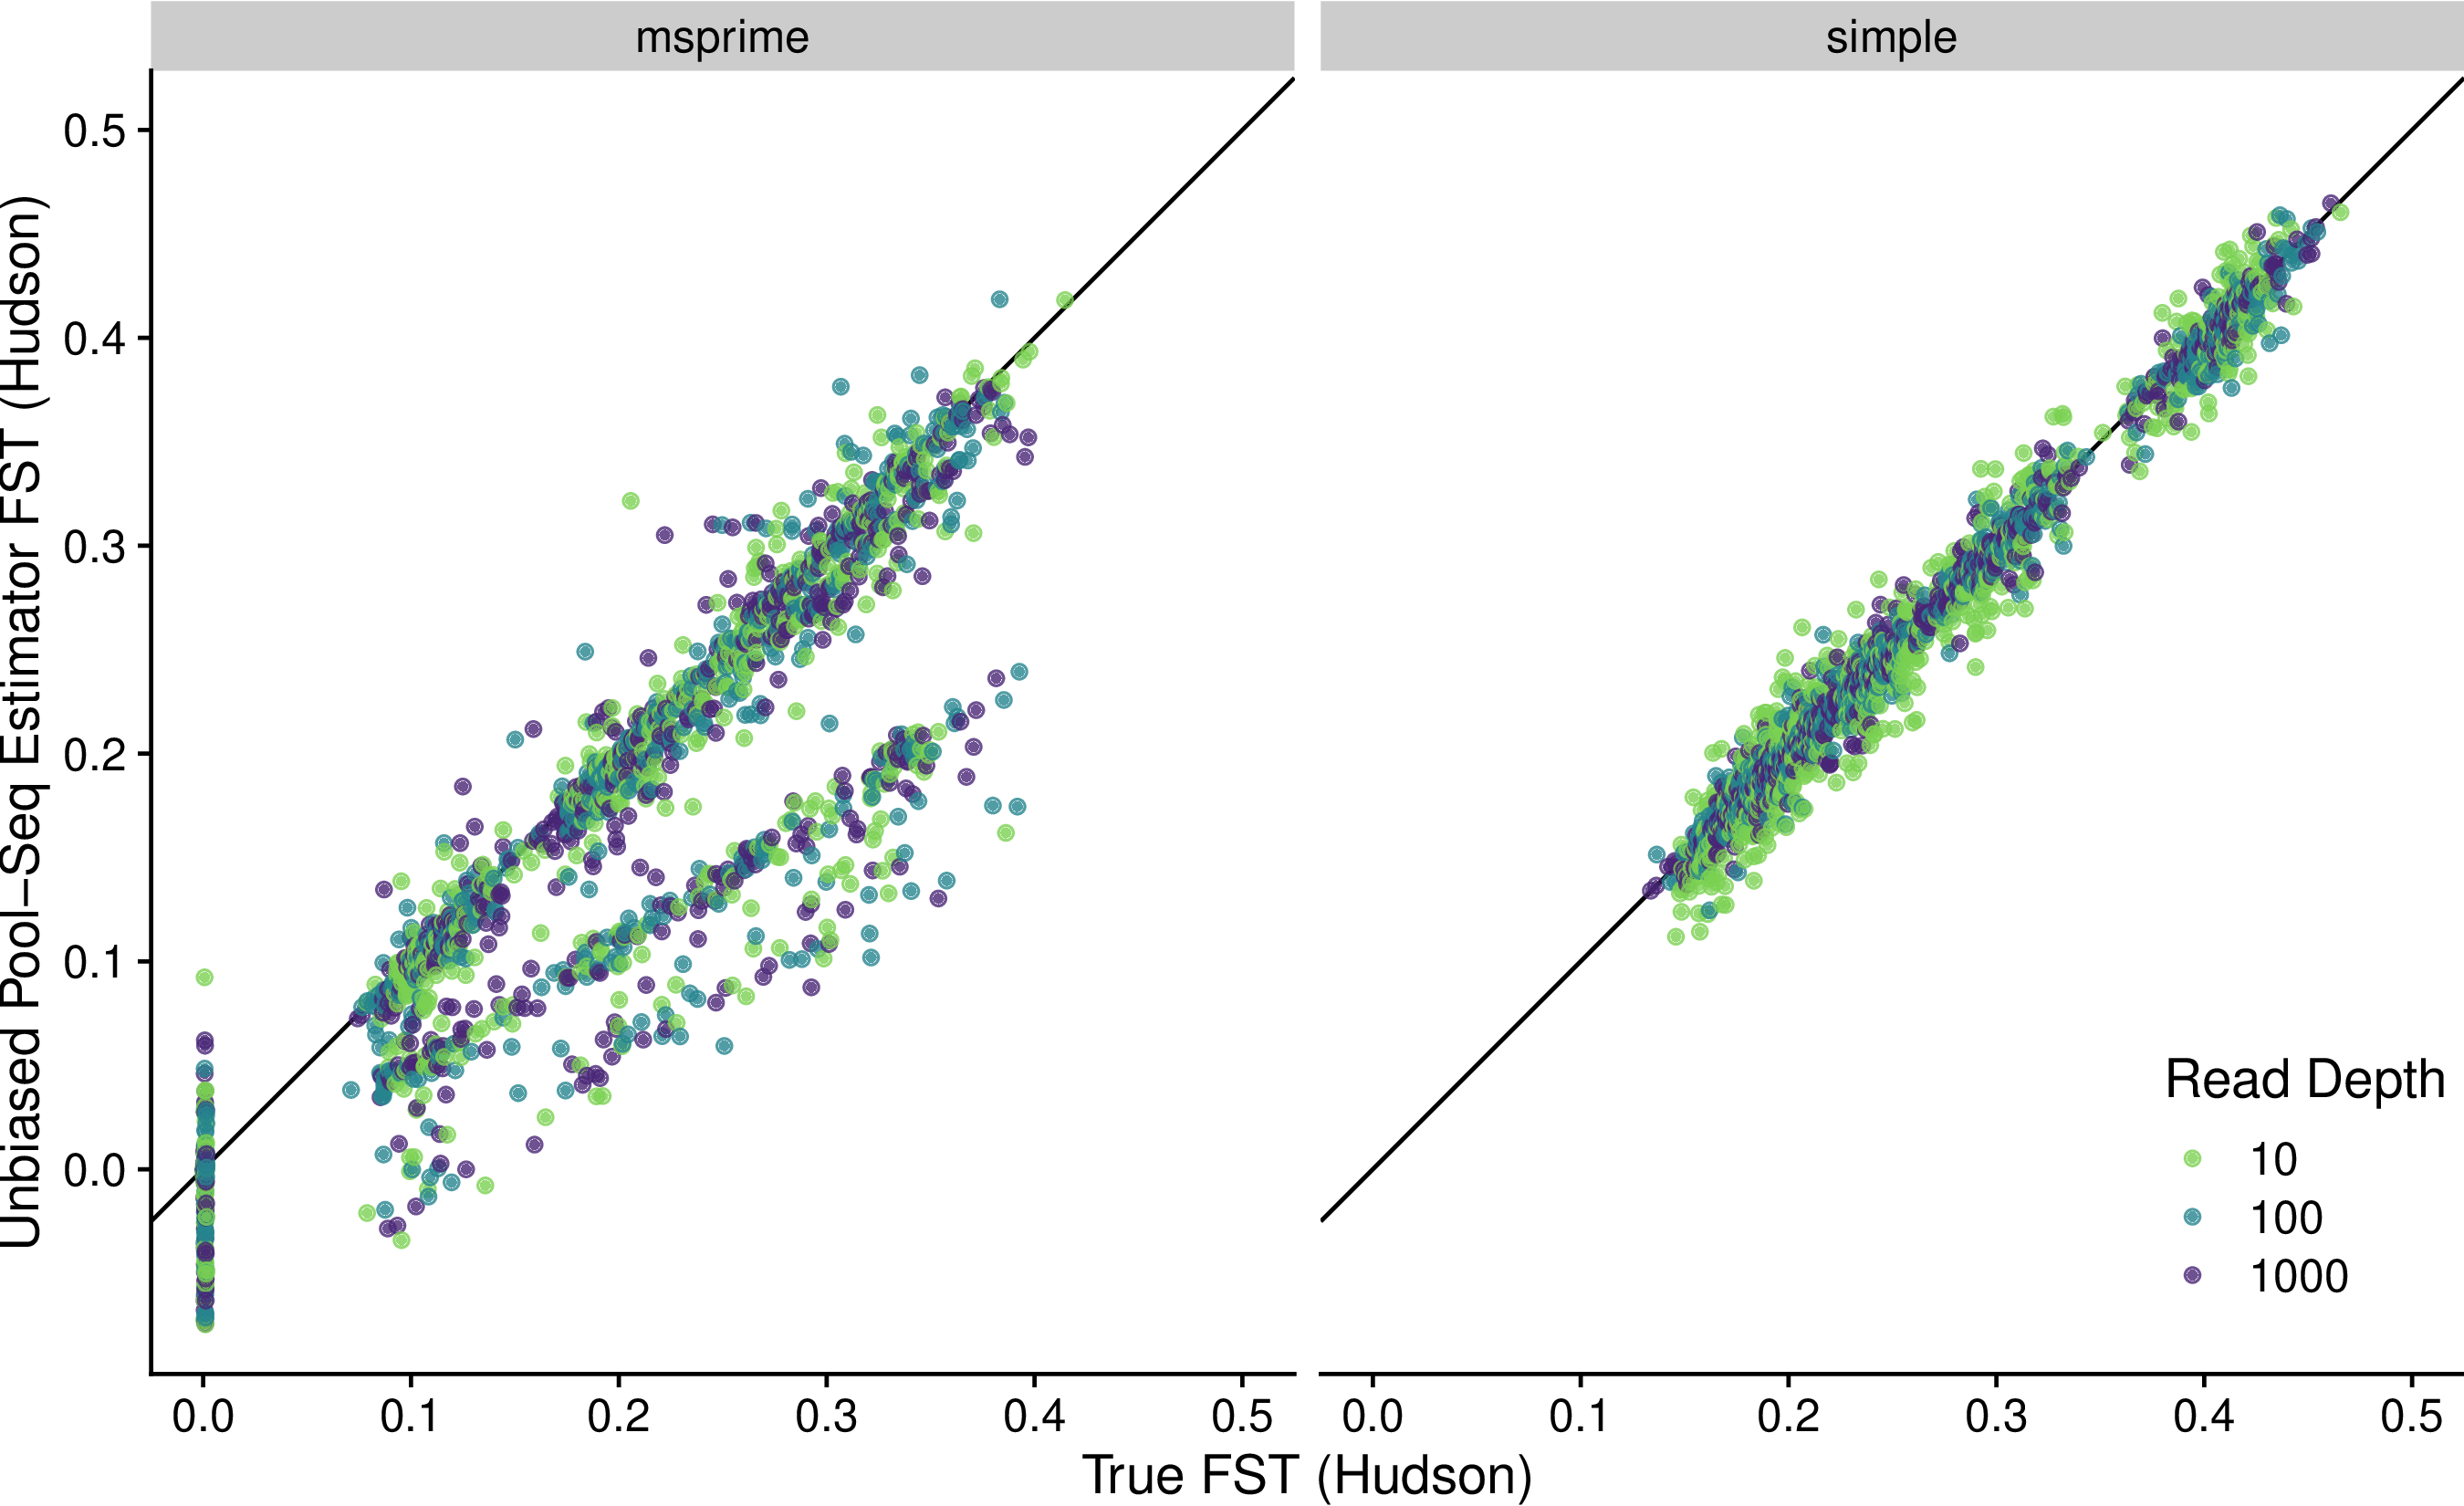 msprime
simple
Unbiased Pool−Seq Estimator FST (Hudson)
0.5
0.4
0.3
0.2
0.1
0.0
0.0 0.1 0.2 0.3 0.4 0.5
0.0 0.1 0.2 0.3 0.4 0.5
True FST (Hudson)
Read Depth
10
100
1000